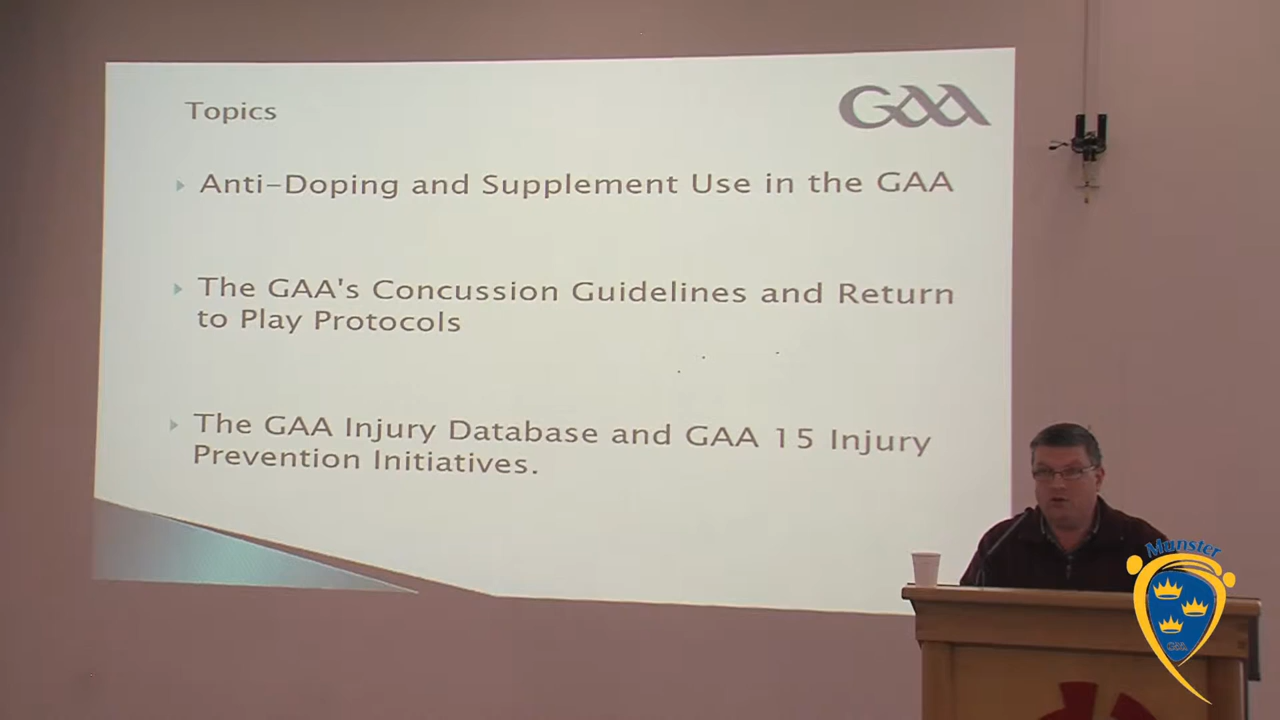 Topics
GAA
Anti-Doping and Supplement Use in the GAA
The GAA's Concussion Guidelines and Return
to Play Protocols
The GAA Injury Database and GAA 15 Injury
Prevention Initiatives.
Munster
GAA